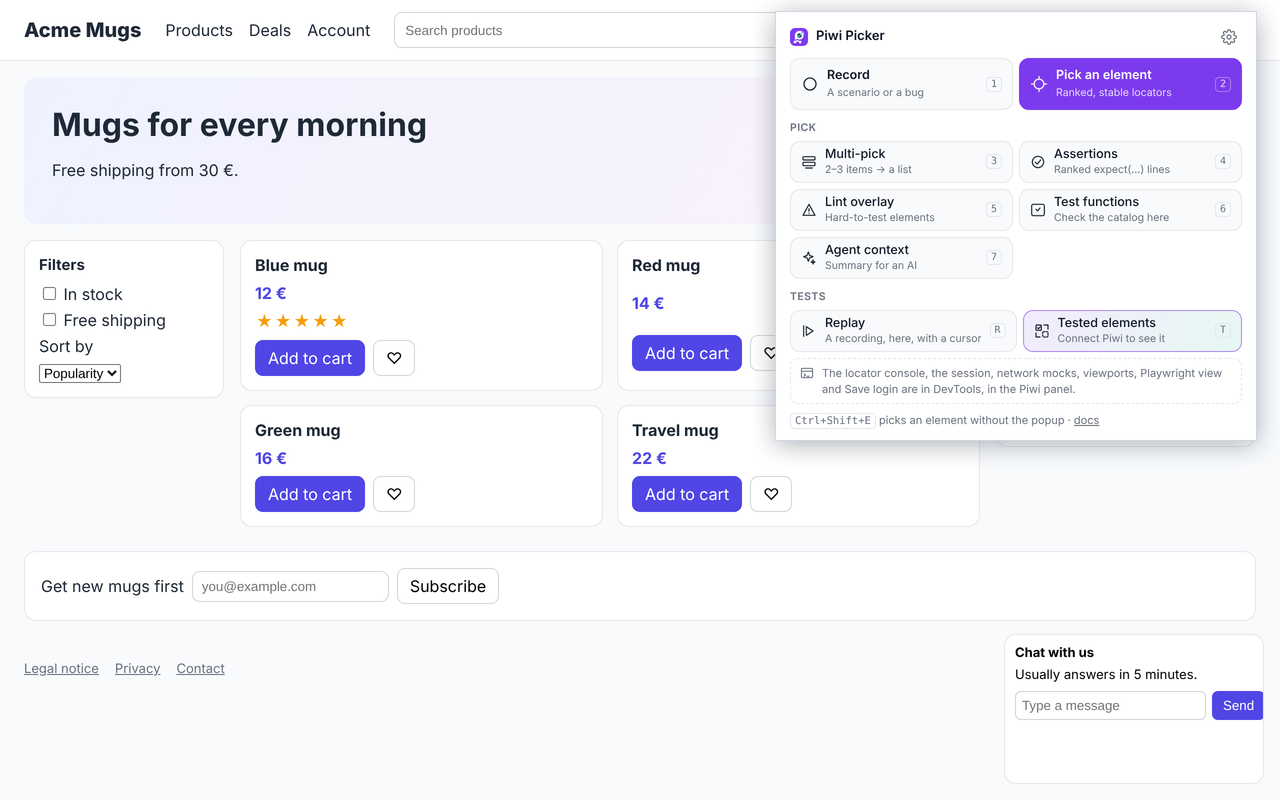 Acme Mugs
Products
Deals
Account
Search products
Mugs for every morning
Free shipping from 30 €.
Filters
In stock
Free shipping
Sort by
Popularity
Blue mug
12 €
★★★★★
Add to cart
Red mug
14 €
Add to cart
Green mug
16 €
Add to cart
Travel mug
22 €
Add to cart
Get new mugs first
you@example.com
Subscribe
Legal notice
Privacy
Contact
Chat with us
Usually answers in 5 minutes.
Type a message
Send
Piwi Picker
Record
A scenario or a bug
1
Pick an element
Ranked, stable locators
2
PICK
Multi-pick
2–3 items → a list
3
Assertions
Ranked expect(…) lines
4
Lint overlay
Hard-to-test elements
5
Test functions
Check the catalog here
6
Agent context
Summary for an AI
7
TESTS
Replay
A recording, here, with a cursor
R
Tested elements
Connect Piwi to see it
T
The locator console, the session, network mocks, viewports, Playwright view
and Save login are in DevTools, in the Piwi panel.
Ctrl+Shift+E picks an element without the popup · docs